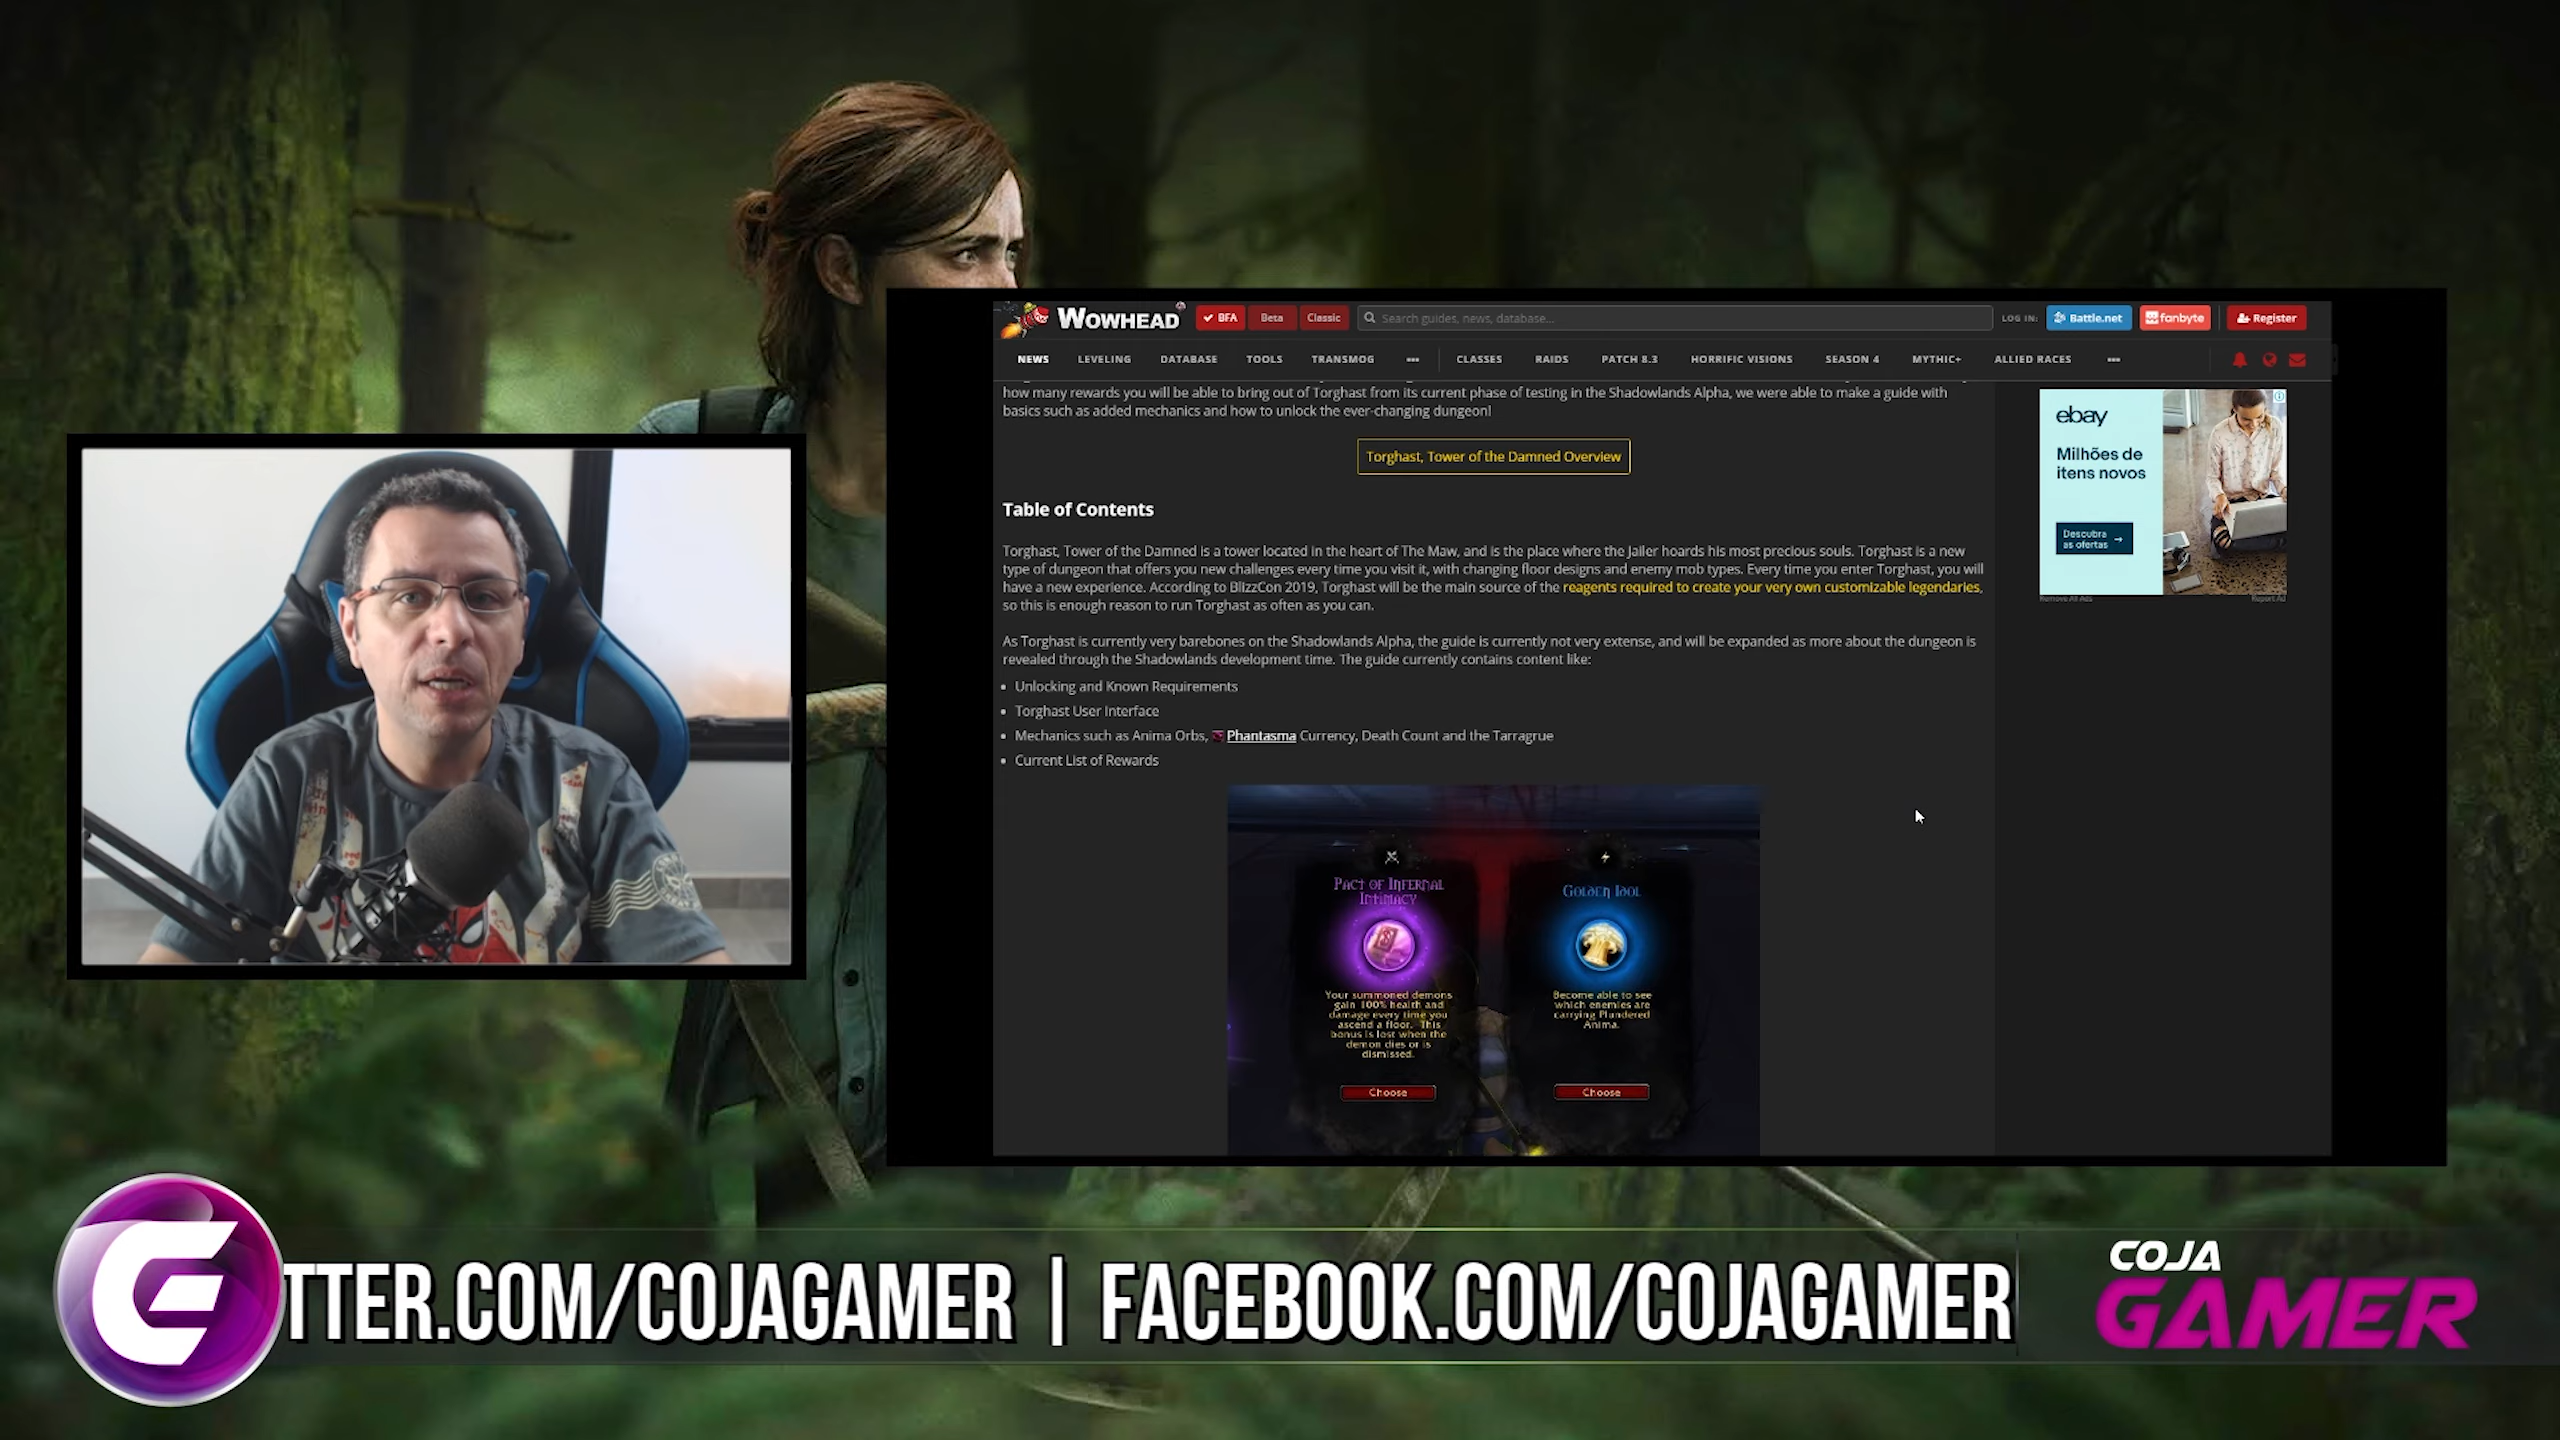 WOWHEAD
BFA
Beta
Classic
Search guides, news, database...
LOG IN:
Battle.net
fanbyte
Register
NEWS
LEVELING
DATABASE
TOOLS
TRANSMOG
CLASSES
RAIDS
PATCH 8.3
HORRIFIC VISIONS
SEASON 4
MYTHIC+
ALLIED RACES
how many rewards you will be able to bring out of Torghast from its current phase of testing in the Shadowlands Alpha, we were able to make a guide with
basics such as added mechanics and how to unlock the ever-changing dungeon!
Torghast, Tower of the Damned Overview
Table of Contents
Torghast, Tower of the Damned is a tower located in the heart of The Maw, and is the place where the Jailer hoards his most precious souls. Torghast is a new
type of dungeon that offers you new challenges every time you visit it, with changing floor designs and enemy mob types. Every time you enter Torghast, you will
have a new experience. According to BlizzCon 2019, Torghast will be the main source of the reagents required to create your very own customizable legendaries,
so this is enough reason to run Torghast as often as you can.
As Torghast is currently very barebones on the Shadowlands Alpha, the guide is currently not very extense, and will be expanded as more about the dungeon is
revealed through the Shadowlands development time. The guide currently contains content like:
• Unlocking and Known Requirements
• Torghast User Interface
• Mechanics such as Anima Orbs, Phantasma Currency, Death Count and the Tarragrue
• Current List of Rewards
ebay
Milhões de
itens novos
Descubra
as ofertas →
Remove All Ads
Report Ad
Pact of Infernal
Intimacy
Your summoned demons
gain 100% health and
damage every time you
ascend a floor. This
bonus is lost when the
demon dies or is
dismissed.
Choose
Golden Idol
Become able to see
which enemies are
carrying Plundered
Anima.
Choose
TTER.COM/COJAGAMER | FACEBOOK.COM/COJAGAMER
COJA
GAMER